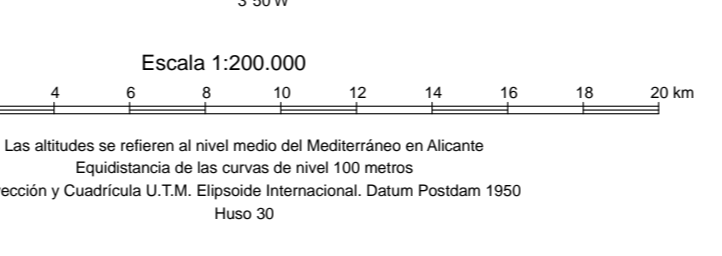 3°50'W
Escala 1:200.000
4 6 8 10 12 14 16 18 20 km
Las altitudes se refieren al nivel medio del Mediterráneo en Alicante
Equidistancia de las curvas de nivel 100 metros
ección y Cuadrícula U.T.M. Elipsoide Internacional. Datum Postdam 1950
Huso 30